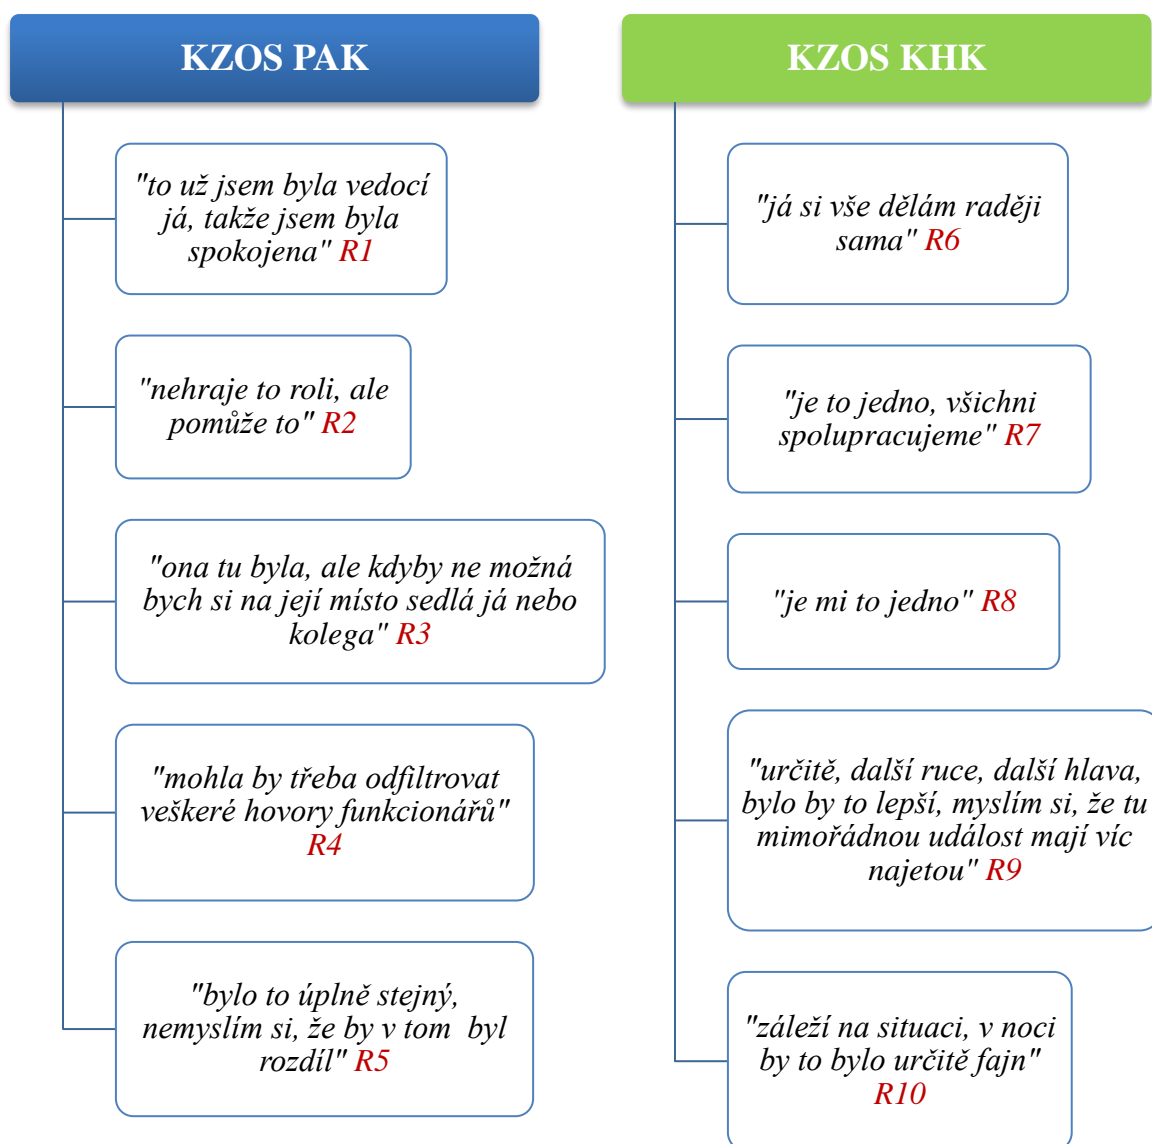 KZOS PAK
"to už jsem byla vedocí
já, takže jsem byla
spokojena" R1
"nehraje to roli, ale
pomůže to" R2
"ona tu byla, ale kdyby ne možná
bych si na její místo sedlá já nebo
kolega" R3
"mohla by třeba odfiltrovat
veškeré hovory funkcionářů"
R4
"bylo to úplně stejný,
nemyslím si, že by v tom byl
rozdíl" R5
KZOS KHK
"já si vše dělám raději
sama" R6
"je to jedno, všichni
spolupracujeme" R7
"je mi to jedno" R8
"určitě, další ruce, další hlava,
bylo by to lepší, myslím si, že tu
mimořádnou událost mají víc
najetou" R9
"záleží na situaci, v noci
by to bylo určitě fajn"
R10